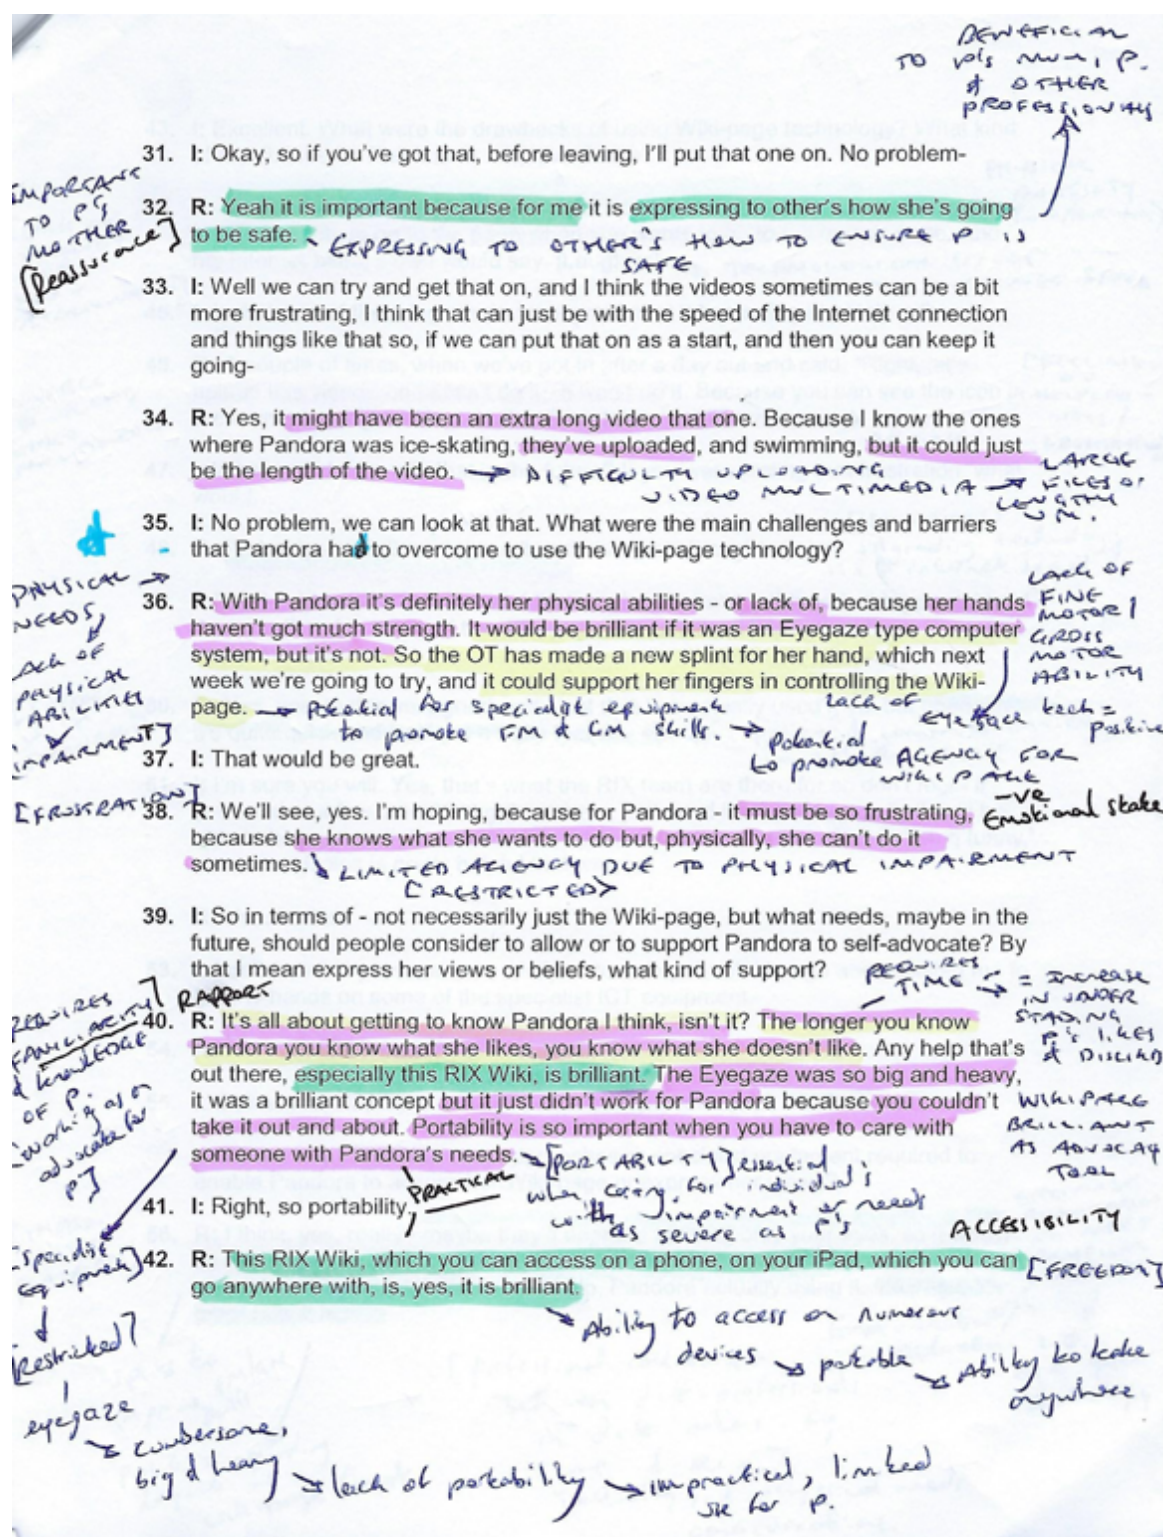 BENEFICIAL
TO P's MUM, P.
& OTHER
PROFESSIONALS
31. I: Okay, so if you've got that, before leaving, I'll put that one on. No problem-
IMPORTANT
TO P's
MOTHER
[Reassurance]
32. R: Yeah it is important because for me it is expressing to other's how she's going
to be safe.
EXPRESSING TO OTHER'S HOW TO ENSURE P IS
SAFE
33. I: Well we can try and get that on, and I think the videos sometimes can be a bit
more frustrating, I think that can just be with the speed of the Internet connection
and things like that so, if we can put that on as a start, and then you can keep it
going-
34. R: Yes, it might have been an extra long video that one. Because I know the ones
where Pandora was ice-skating, they've uploaded, and swimming, but it could just
be the length of the video. → DIFFICULTY UPLOADING
VIDEO MULTIMEDIA → LARGE
FILES OR
LENGTHY
35. I: No problem, we can look at that. What were the main challenges and barriers
- that Pandora had to overcome to use the Wiki-page technology?
PHYSICAL →
NEEDS,
Lack OF
PHYSICAL
ABILITIES
IMPAIRMENT]
36. R: With Pandora it's definitely her physical abilities - or lack of, because her hands
haven't got much strength. It would be brilliant if it was an Eyegaze type computer
system, but it's not. So the OT has made a new splint for her hand, which next
week we're going to try, and it could support her fingers in controlling the Wiki-
page. → Potential for specialist equipment
to promote FM & GM skills. → potential
to promote AGENCY FOR
WIKIPAGE
LACK OF
FINE
MOTOR /
GROSS
MOTOR
ABILITY
Lack of
tech =
positive
37. I: That would be great.
[FRUSTRATION]
38. R: We'll see, yes. I'm hoping, because for Pandora - it must be so frustrating,
because she knows what she wants to do but, physically, she can't do it
sometimes. LIMITED AGENCY DUE TO PHYSICAL IMPAIRMENT
[RESTRICTED]
-ve
Emotional state
39. I: So in terms of - not necessarily just the Wiki-page, but what needs, maybe in the
future, should people consider to allow or to support Pandora to self-advocate? By
that I mean express her views or beliefs, what kind of support?
REQUIRES
TIME → = INCREASE
IN UNDER
STADING
P's LIKES
&
REQUIRES
FAMILIARITY] RAPPORT
& knowledge
OF P.
[working as a
advocate for
P]
40. R: It's all about getting to know Pandora I think, isn't it? The longer you know
Pandora you know what she likes, you know what she doesn't like. Any help that's
out there, especially this RIX Wiki, is brilliant. The Eyegaze was so big and heavy,
it was a brilliant concept but it just didn't work for Pandora because you couldn't
take it out and about. Portability is so important when you have to care with
someone with Pandora's needs.
WIKIPAGE
BRILLIANT
AS ADVOCACY
TOOL
→ [PORTABILITY] essential
when caring for individual's
with impairment or needs
as severe as P's
41. I: Right, so portability.
PRACTICAL
ACCESSIBILITY
[FREEDOM]
[specialist
Equipment]
42. R: This RIX Wiki, which you can access on a phone, on your iPad, which you can
go anywhere with, is, yes, it is brilliant.
Ability to access on numerous
devices → portable → Ability to take
anywhere
[Restricted]
eyegaze
→ cumbersome,
big & heavy → lack of portability → impractical, limited
use for P.